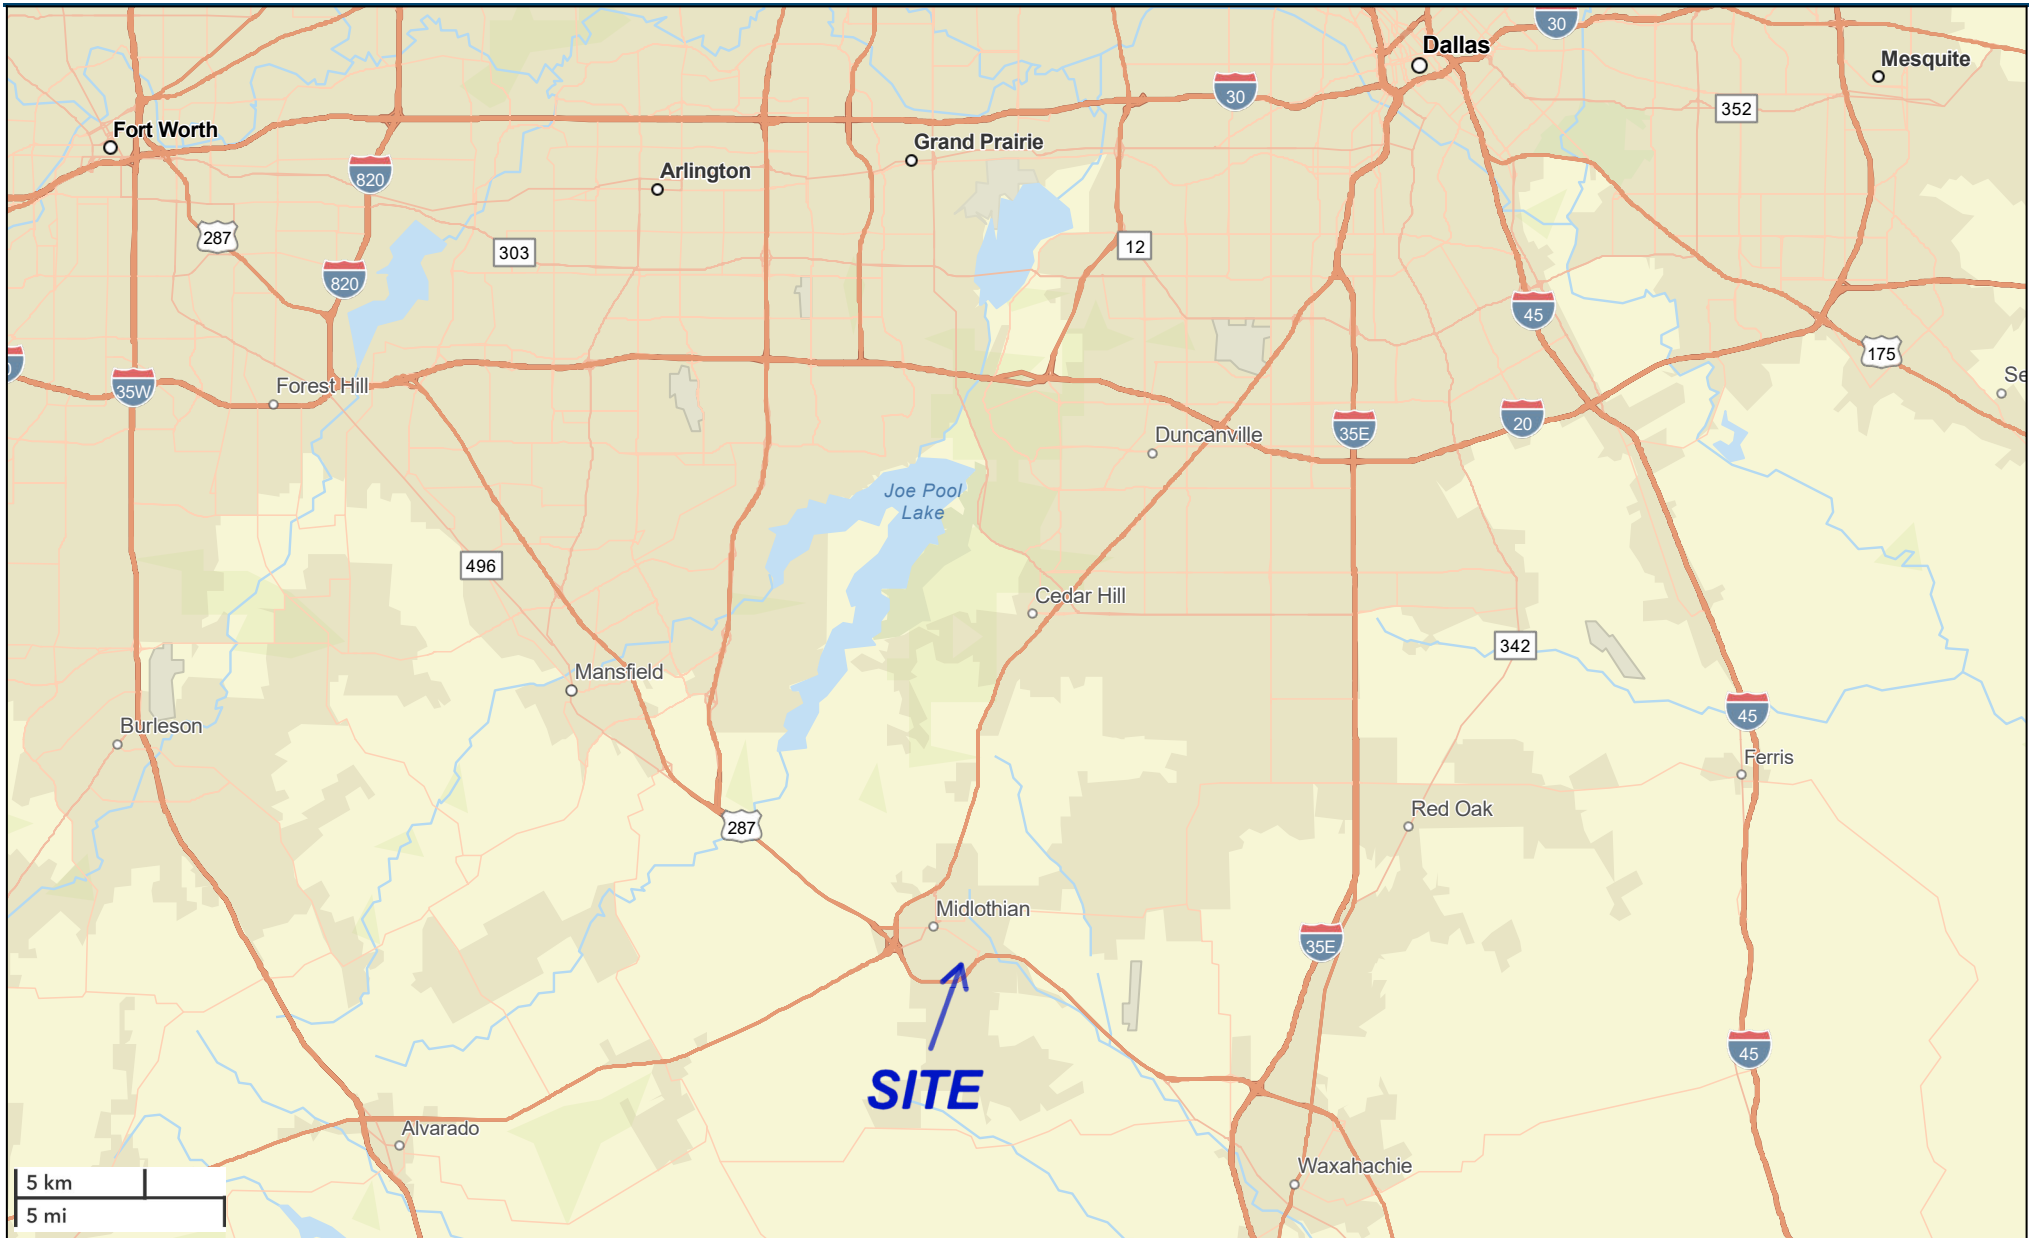 30
Dallas
Mesquite
30
352
Fort Worth
Grand Prairie
Arlington
820
287
303
12
820
45
175
35W
Forest Hill
Duncanville
35E
20
Joe Pool
Lake
496
Cedar Hill
342
Mansfield
Burleson
45
Ferris
287
Red Oak
Midlothian
35E
SITE
45
Alvarado
Waxahachie
5 km
5 mi